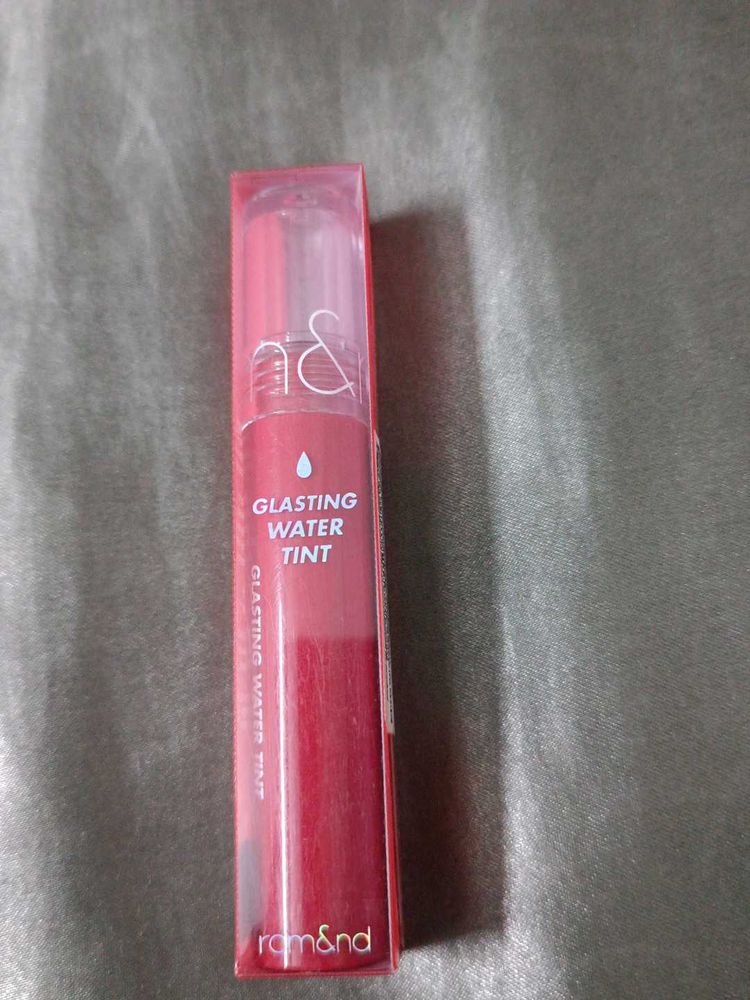 n&
GLASTING
WATER
TINT
GLASTING WATER TINT
rom&nd